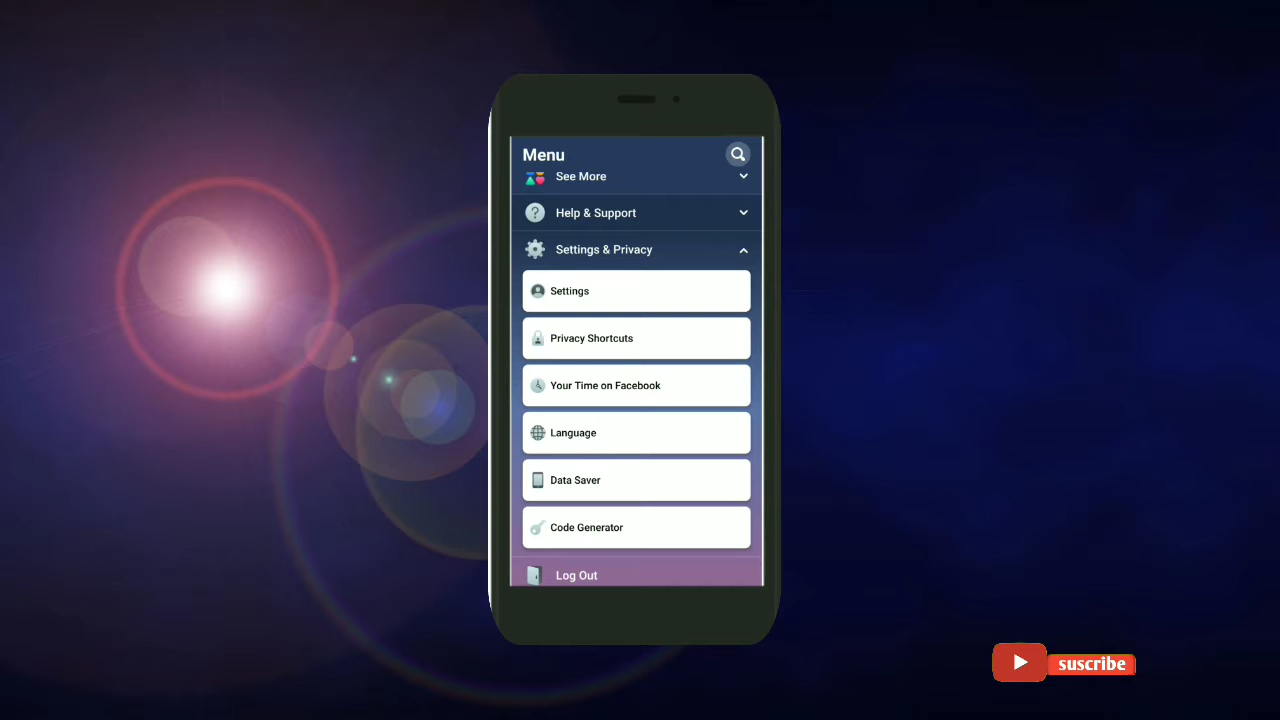 Menu
See More
Help & Support
Settings & Privacy
Settings
Privacy Shortcuts
Your Time on Facebook
Language
Data Saver
Code Generator
Log Out
suscribe